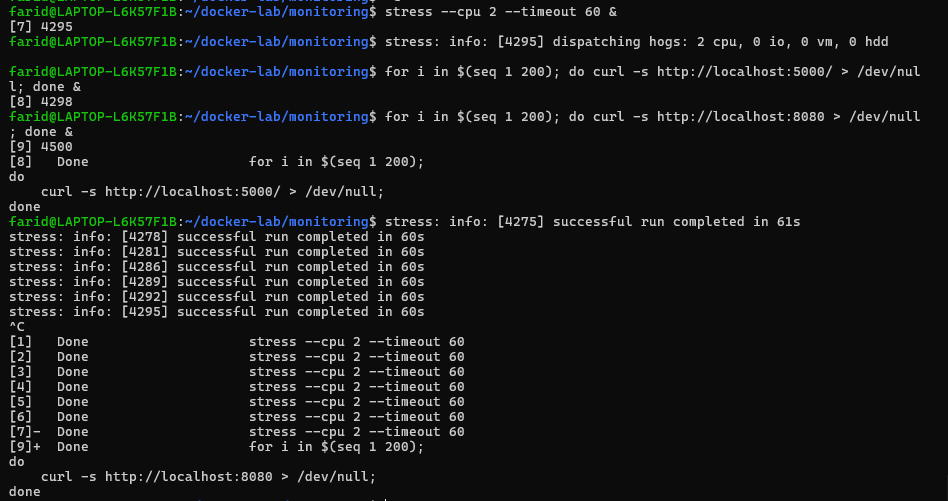 farid@LAPTOP-L6K57F1B:~/docker-lab/monitoring$ stress --cpu 2 --timeout 60 &
[7] 4295
farid@LAPTOP-L6K57F1B:~/docker-lab/monitoring$ stress: info: [4295] dispatching hogs: 2 cpu, 0 io, 0 vm, 0 hdd
farid@LAPTOP-L6K57F1B:~/docker-lab/monitoring$ for i in $(seq 1 200); do curl -s http://localhost:5000/ > /dev/nul
l; done &
[8] 4298
farid@LAPTOP-L6K57F1B:~/docker-lab/monitoring$ for i in $(seq 1 200); do curl -s http://localhost:8080 > /dev/null
; done &
[9] 4500
[8]   Done                    for i in $(seq 1 200);
do
    curl -s http://localhost:5000/ > /dev/null;
done
farid@LAPTOP-L6K57F1B:~/docker-lab/monitoring$ stress: info: [4275] successful run completed in 61s
stress: info: [4278] successful run completed in 60s
stress: info: [4281] successful run completed in 60s
stress: info: [4286] successful run completed in 60s
stress: info: [4289] successful run completed in 60s
stress: info: [4292] successful run completed in 60s
stress: info: [4295] successful run completed in 60s
^C
[1]   Done                    stress --cpu 2 --timeout 60
[2]   Done                    stress --cpu 2 --timeout 60
[3]   Done                    stress --cpu 2 --timeout 60
[4]   Done                    stress --cpu 2 --timeout 60
[5]   Done                    stress --cpu 2 --timeout 60
[6]   Done                    stress --cpu 2 --timeout 60
[7]-  Done                    stress --cpu 2 --timeout 60
[9]+  Done                    for i in $(seq 1 200);
do
    curl -s http://localhost:8080 > /dev/null;
done